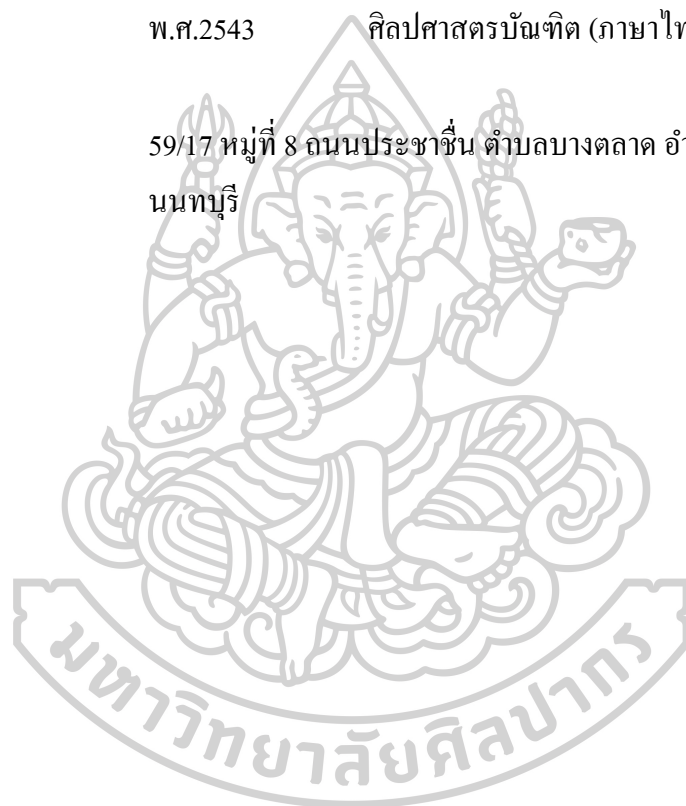 พ.ศ.2543 ศิลปศาสตรบัณฑิต (ภาษาไท
59/17 หมู่ที่ 8 ถนนประชาชื่น ตำบลบางตลาด อำ
นนทบุรี
มหาวิทยาลัยศิลปากร